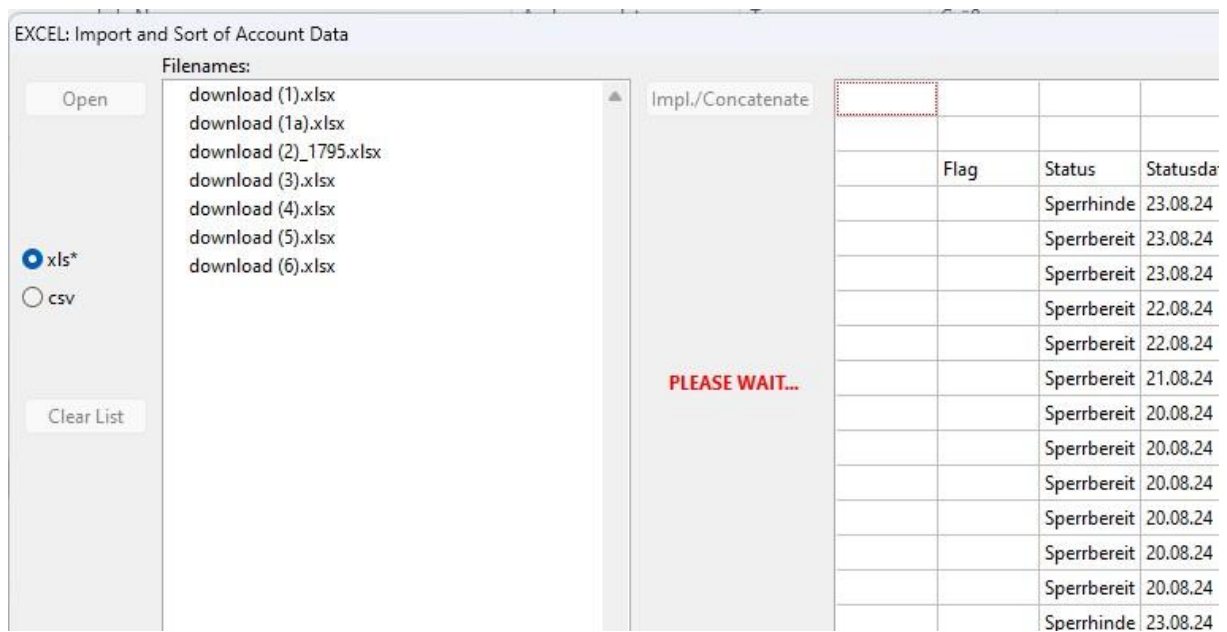 EXCEL: Import and Sort of Account Data
Filenames:
Open
download (1).xlsx
download (1a).xlsx
download (2)_1795.xlsx
download (3).xlsx
download (4).xlsx
download (5).xlsx
download (6).xlsx
xls*
csv
Clear List
Impl./Concatenate
PLEASE WAIT...
Flag Status Statusda
Sperrhinde 23.08.24
Sperrbereit 23.08.24
Sperrbereit 23.08.24
Sperrbereit 22.08.24
Sperrbereit 22.08.24
Sperrbereit 21.08.24
Sperrbereit 20.08.24
Sperrbereit 20.08.24
Sperrbereit 20.08.24
Sperrbereit 20.08.24
Sperrbereit 20.08.24
Sperrbereit 20.08.24
Sperrhinde 23.08.24